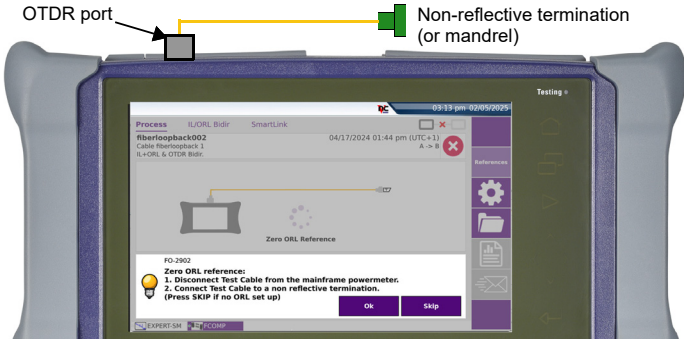 OTDR port
Non-reflective termination
(or mandrel)
Testing
03:13 pm 02/05/2025
Process IL/ORL Bidir SmartLink
fiberloopback002
04/17/2024 01:44 pm (UTC+1)
Cable fiberloopback 1
A -> B
IL+ORL & OTDR Bidir.
References
Zero ORL Reference
FO-2902
Zero ORL reference:
1. Disconnect Test Cable from the mainframe powermeter.
2. Connect Test Cable to a non reflective termination.
(Press SKIP if no ORL set up)
Ok Skip
EXPERT-SM FCOMP